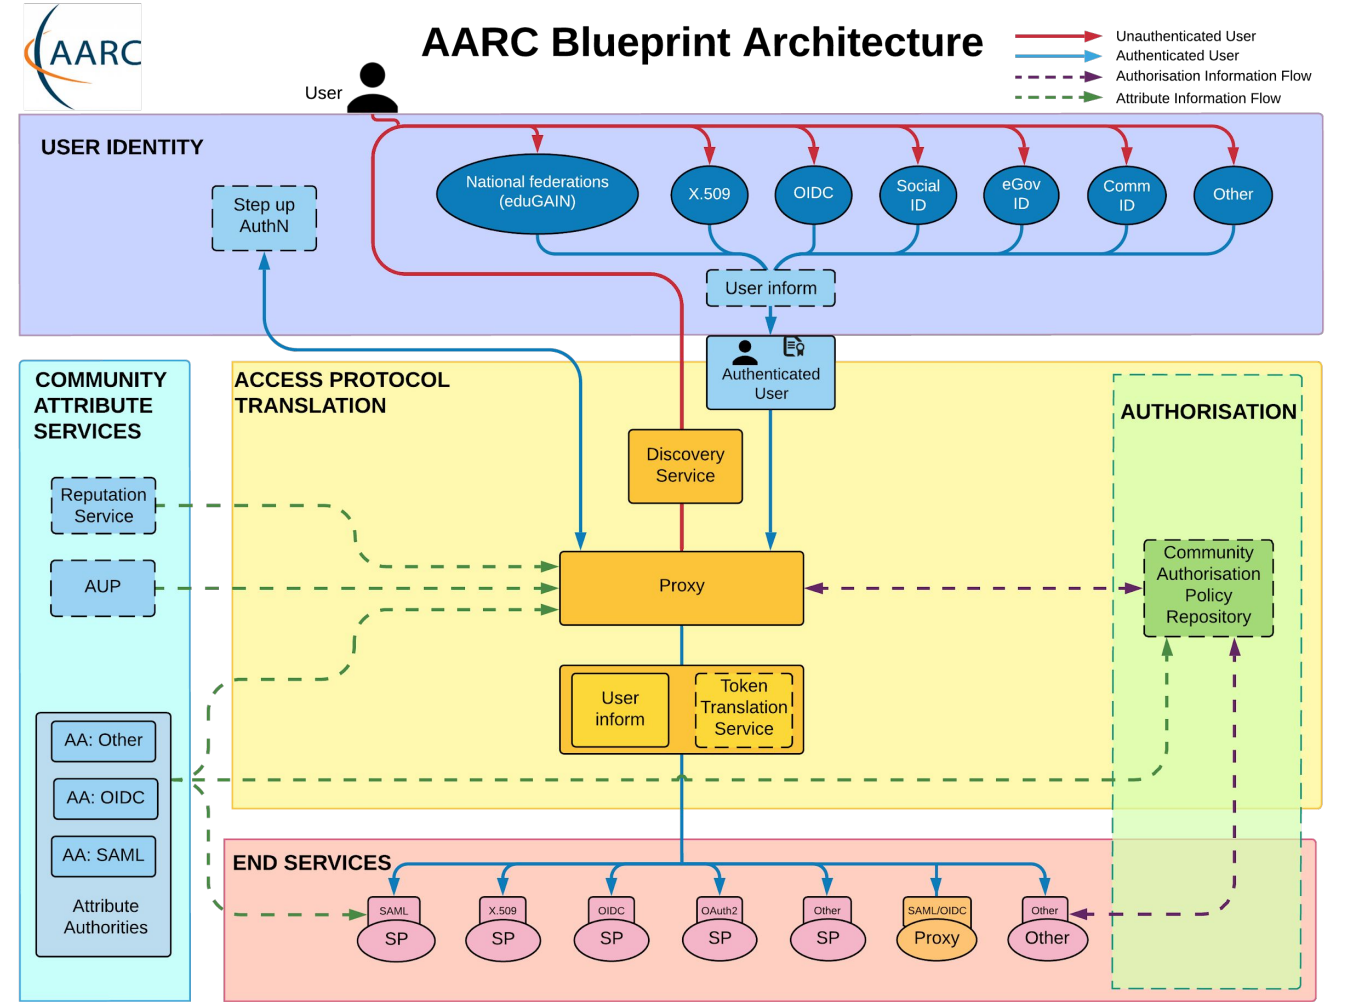 AARC
AARC Blueprint Architecture
Unauthenticated User
Authenticated User
Authorisation Information Flow
Attribute Information Flow
User
USER IDENTITY
National federations
(eduGAIN)
X.509
OIDC
Social
ID
eGov
ID
Comm
ID
Other
Step up
AuthN
User inform
Authenticated
User
COMMUNITY
ATTRIBUTE
SERVICES
ACCESS PROTOCOL
TRANSLATION
AUTHORISATION
Discovery
Service
Reputation
Service
AUP
Proxy
Community
Authorisation
Policy
Repository
User
inform
Token
Translation
Service
AA: Other
AA: OIDC
AA: SAML
Attribute
Authorities
END SERVICES
SAML
SP
X.509
SP
OIDC
SP
OAuth2
SP
Other
SP
SAML/OIDC
Proxy
Other
Other